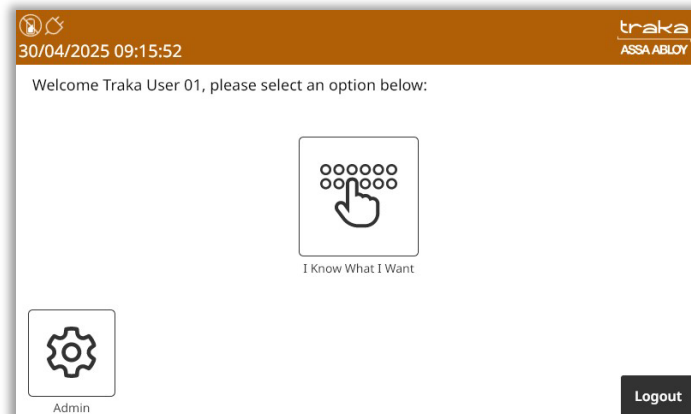 traka
30/04/2025 09:15:52
ASSA ABLOY
Welcome Traka User 01, please select an option below:
I Know What I Want
Admin
Logout